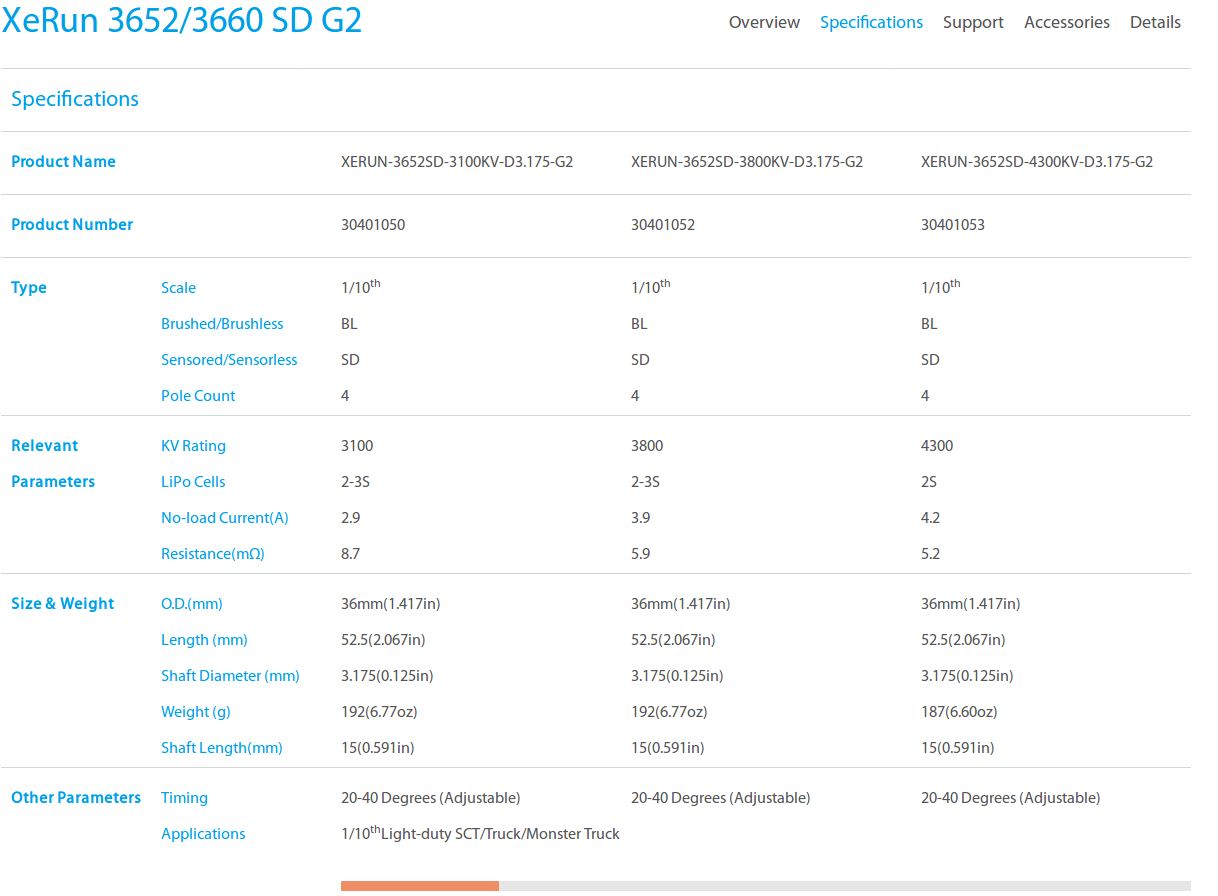 XeRun 3652/3660 SD G2
Overview Specifications Support Accessories Details
Specifications
Product Name XERUN-3652SD-3100KV-D3.175-G2 XERUN-3652SD-3800KV-D3.175-G2 XERUN-3652SD-4300KV-D3.175-G2
Product Number 30401050 30401052 30401053
Type Scale 1/10th 1/10th 1/10th
Brushed/Brushless BL BL BL
Sensored/Sensorless SD SD SD
Pole Count 4 4 4
Relevant KV Rating 3100 3800 4300
Parameters LiPo Cells 2-3S 2-3S 2S
No-load Current(A) 2.9 3.9 4.2
Resistance(mΩ) 8.7 5.9 5.2
Size & Weight O.D.(mm) 36mm(1.417in) 36mm(1.417in) 36mm(1.417in)
Length (mm) 52.5(2.067in) 52.5(2.067in) 52.5(2.067in)
Shaft Diameter (mm) 3.175(0.125in) 3.175(0.125in) 3.175(0.125in)
Weight (g) 192(6.77oz) 192(6.77oz) 187(6.60oz)
Shaft Length(mm) 15(0.591in) 15(0.591in) 15(0.591in)
Other Parameters Timing 20-40 Degrees (Adjustable) 20-40 Degrees (Adjustable) 20-40 Degrees (Adjustable)
Applications 1/10thLight-duty SCT/Truck/Monster Truck